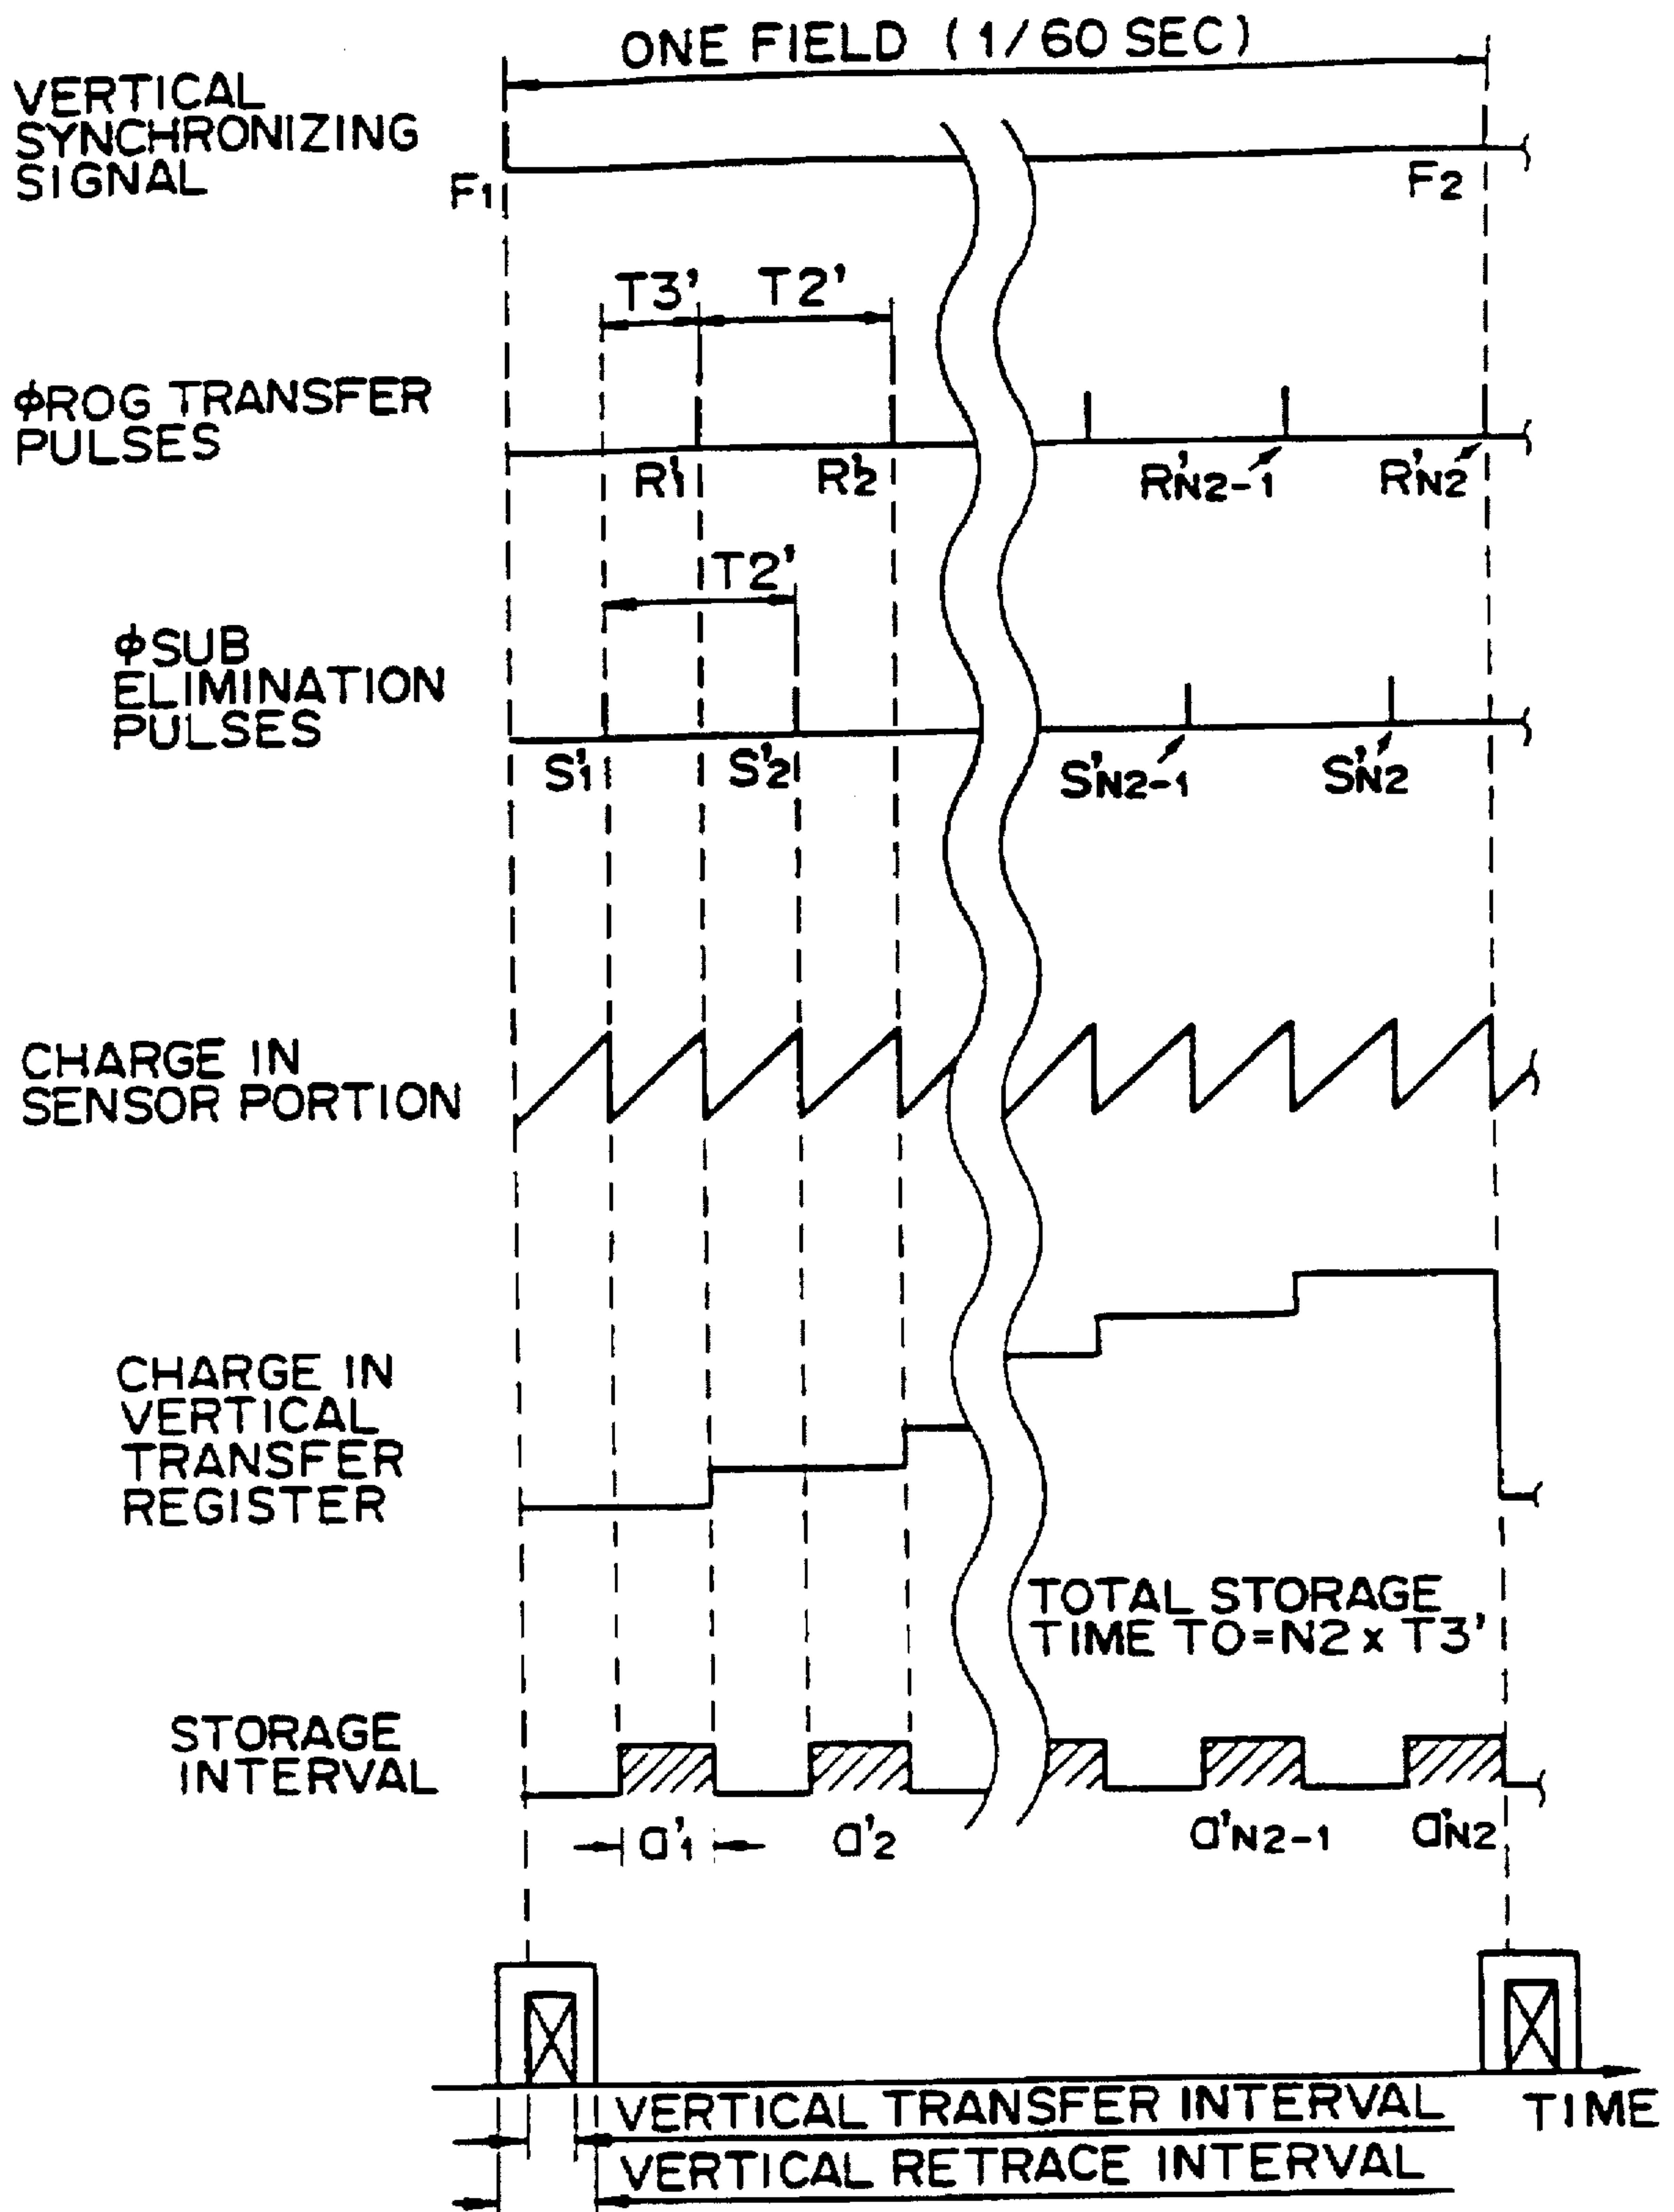 ONE FIELD (1/60 SEC)
VERTICAL
SYNCHRONIZING
SIGNAL
F1
F2
T3'
T2'
ϕROG TRANSFER
PULSES
R'1
R'2
R'N2-1
R'N2
T2'
ϕSUB
ELIMINATION
PULSES
S'1
S'2
S'N2-1
S'N2
CHARGE IN
SENSOR PORTION
CHARGE IN
VERTICAL
TRANSFER
REGISTER
TOTAL STORAGE
TIME TO=N2 x T3'
STORAGE
INTERVAL
a'1
a'2
a'N2-1
a'N2
VERTICAL TRANSFER INTERVAL
TIME
VERTICAL RETRACE INTERVAL